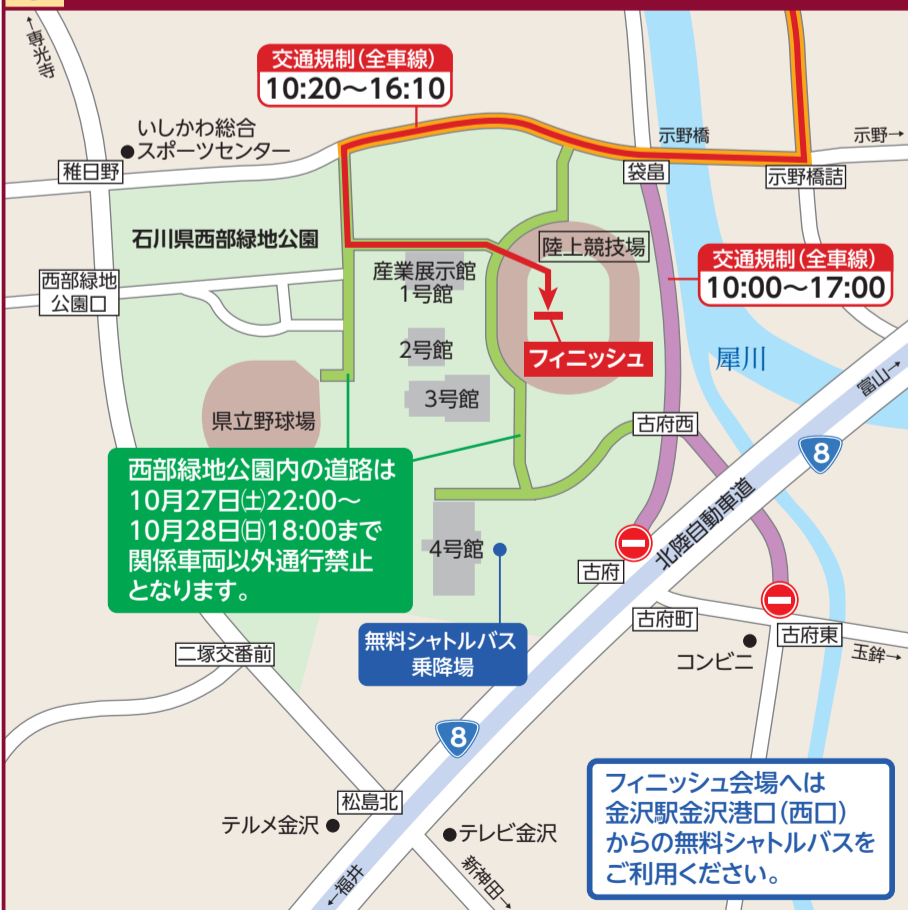 ←専光寺
交通規制(全車線)
10:20〜16:10
いしかわ総合
スポーツセンター
稚日野
示野橋
示野→
袋畠
示野橋詰
石川県西部緑地公園
陸上競技場
産業展示館
1号館
交通規制(全車線)
10:00〜17:00
西部緑地
公園口
2号館
フィニッシュ
犀川
富山→
3号館
県立野球場
古府西
8
西部緑地公園内の道路は
10月27日㈯22:00〜
10月28日㈰18:00まで
関係車両以外通行禁止
となります。
北陸自動車道
4号館
古府
古府町
古府東
無料シャトルバス
乗降場
コンビニ
玉鉾→
二塚交番前
8
フィニッシュ会場へは
金沢駅金沢港口(西口)
からの無料シャトルバスを
ご利用ください。
松島北
テルメ金沢
テレビ金沢
←福井
新神田→